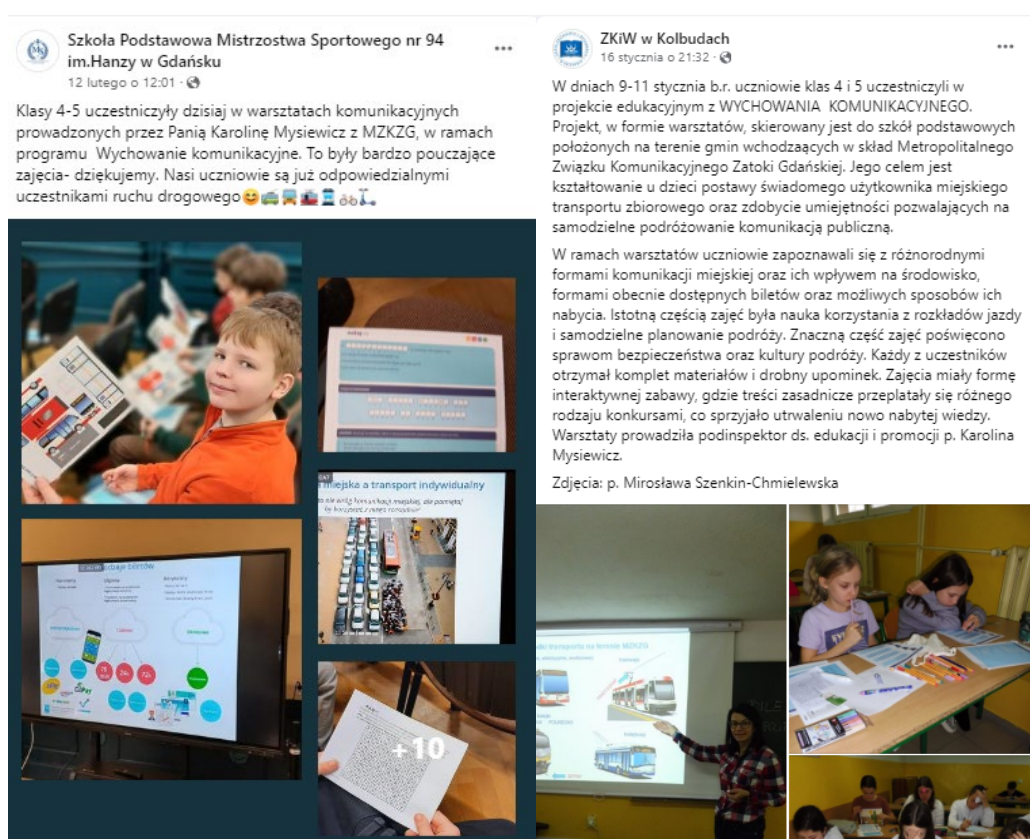 Szkoła Podstawowa Mistrzostwa Sportowego nr 94
im.Hanzy w Gdańsku
12 lutego o 12:01 ·
Klasy 4-5 uczestniczyły dzisiaj w warsztatach komunikacyjnych
prowadzonych przez Panią Karolinę Mysiewicz z MZKZG, w ramach
programu Wychowanie komunikacyjne. To były bardzo pouczające
zajęcia- dziękujemy. Nasi uczniowie są już odpowiedzialnymi
uczestnikami ruchu drogowego
miejska a transport indywidualny
+10
ZKiW w Kolbudach
16 stycznia o 21:32 ·
W dniach 9-11 stycznia b.r. uczniowie klas 4 i 5 uczestniczyli w
projekcie edukacyjnym z WYCHOWANIA KOMUNIKACYJNEGO.
Projekt, w formie warsztatów, skierowany jest do szkół podstawowych
położonych na terenie gmin wchodzaących w skład Metropolitalnego
Związku Komunikacyjnego Zatoki Gdańskiej. Jego celem jest
kształtowanie u dzieci postawy świadomego użytkownika miejskiego
transportu zbiorowego oraz zdobycie umiejętności pozwalających na
samodzielne podróżowanie komunikacją publiczną.
W ramach warsztatów uczniowie zapoznawali się z różnorodnymi
formami komunikacji miejskiej oraz ich wpływem na środowisko,
formami obecnie dostępnych biletów oraz możliwych sposobów ich
nabycia. Istotną częścią zajęć była nauka korzystania z rozkładów jazdy
i samodzielne planowanie podróży. Znaczną część zajęć poświęcono
sprawom bezpieczeństwa oraz kultury podróży. Każdy z uczestników
otrzymał komplet materiałów i drobny upominek. Zajęcia miały formę
interaktywnej zabawy, gdzie treści zasadnicze przeplatały się różnego
rodzaju konkursami, co sprzyjało utrwaleniu nowo nabytej wiedzy.
Warsztaty prowadziła podinspektor ds. edukacji i promocji p. Karolina
Mysiewicz.
Zdjęcia: p. Mirosława Szenkin-Chmielewska
transportu na terenie MZKZG